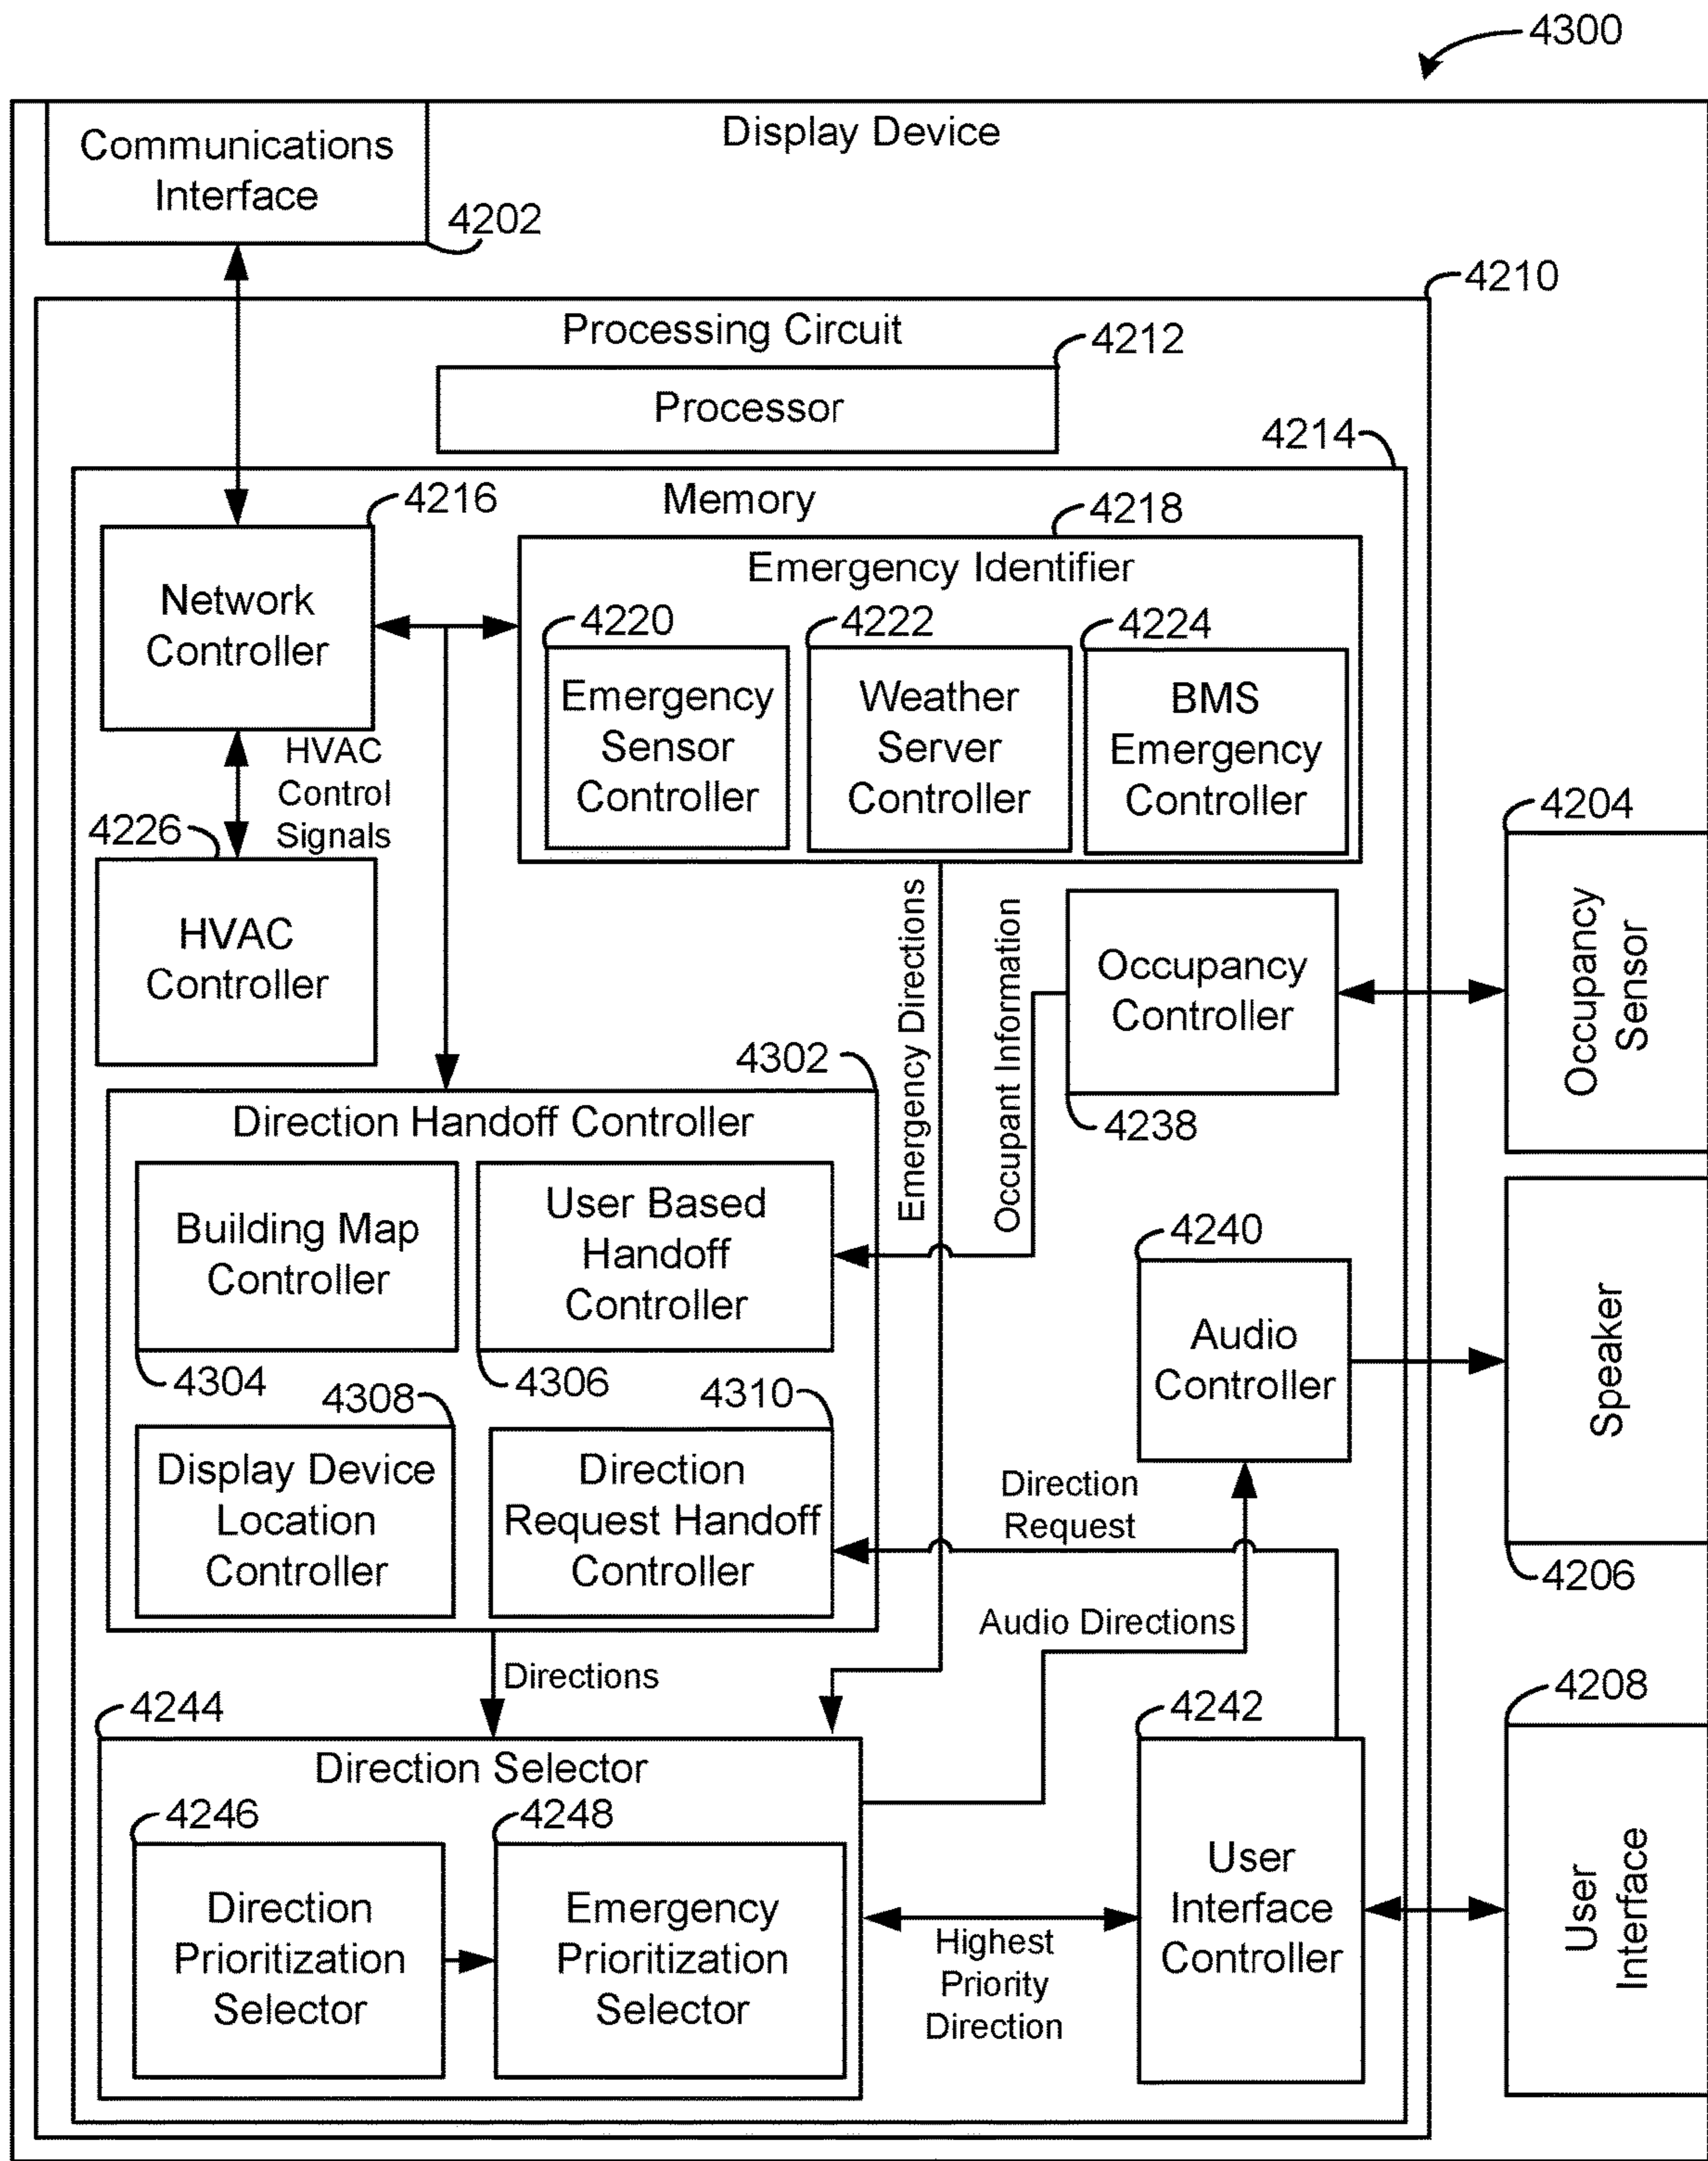 4300
Display Device
Communications
Interface
4202
4210
Processing Circuit
4212
Processor
4214
Memory
4216
Network
Controller
4218
Emergency Identifier
4220
Emergency
Sensor
Controller
4222
Weather
Server
Controller
4224
BMS
Emergency
Controller
HVAC
Control
Signals
4226
HVAC
Controller
Emergency Directions
Occupant Information
Occupancy
Controller
4238
4204
Occupancy
Sensor
4302
Direction Handoff Controller
Building Map
Controller
4304
User Based
Handoff
Controller
4306
4308
Display Device
Location
Controller
4310
Direction
Request Handoff
Controller
4240
Audio
Controller
Speaker
4206
Direction
Request
Audio Directions
Directions
4244
Direction Selector
4246
Direction
Prioritization
Selector
4248
Emergency
Prioritization
Selector
Highest
Priority
Direction
4242
User
Interface
Controller
4208
User
Interface